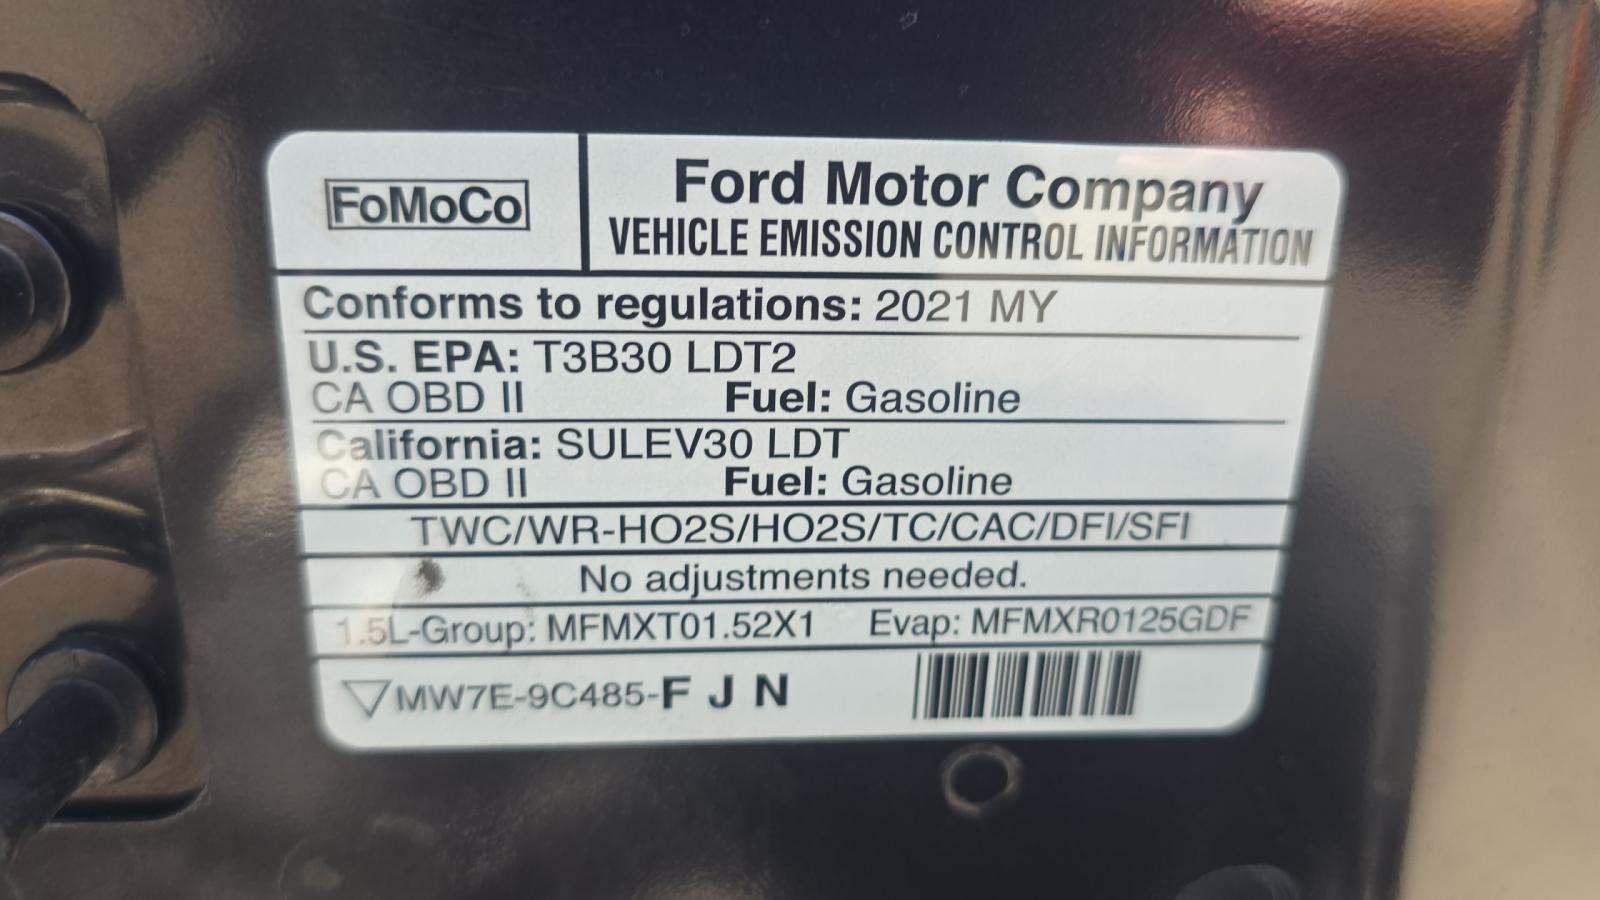 FoMoCo
Ford Motor Company
VEHICLE EMISSION CONTROL INFORMATION
Conforms to regulations: 2021 MY
U.S. EPA: T3B30 LDT2
CA OBD II Fuel: Gasoline
California: SULEV30 LDT
CA OBD II Fuel: Gasoline
TWC/WR-HO2S/HO2S/TC/CAC/DFI/SFI
No adjustments needed.
1.5L-Group: MFMXT01.52X1 Evap: MFMXR0125GDF
▽MW7E-9C485-F J N